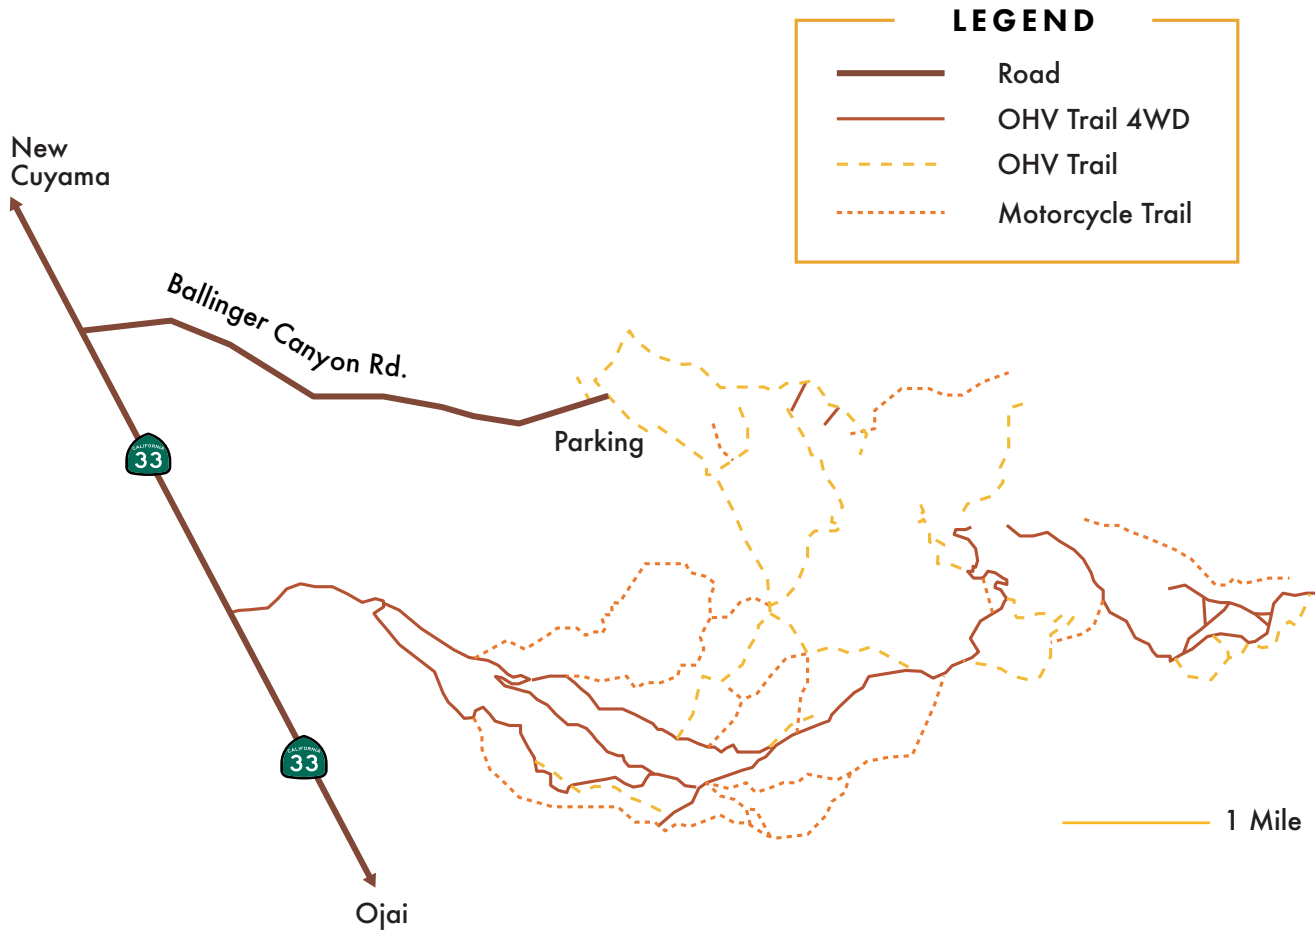 LEGEND
Road
OHV Trail 4WD
OHV Trail
Motorcycle Trail
New
Cuyama
Ballinger Canyon Rd.
Parking
CALIFORNIA
33
CALIFORNIA
33
1 Mile
Ojai